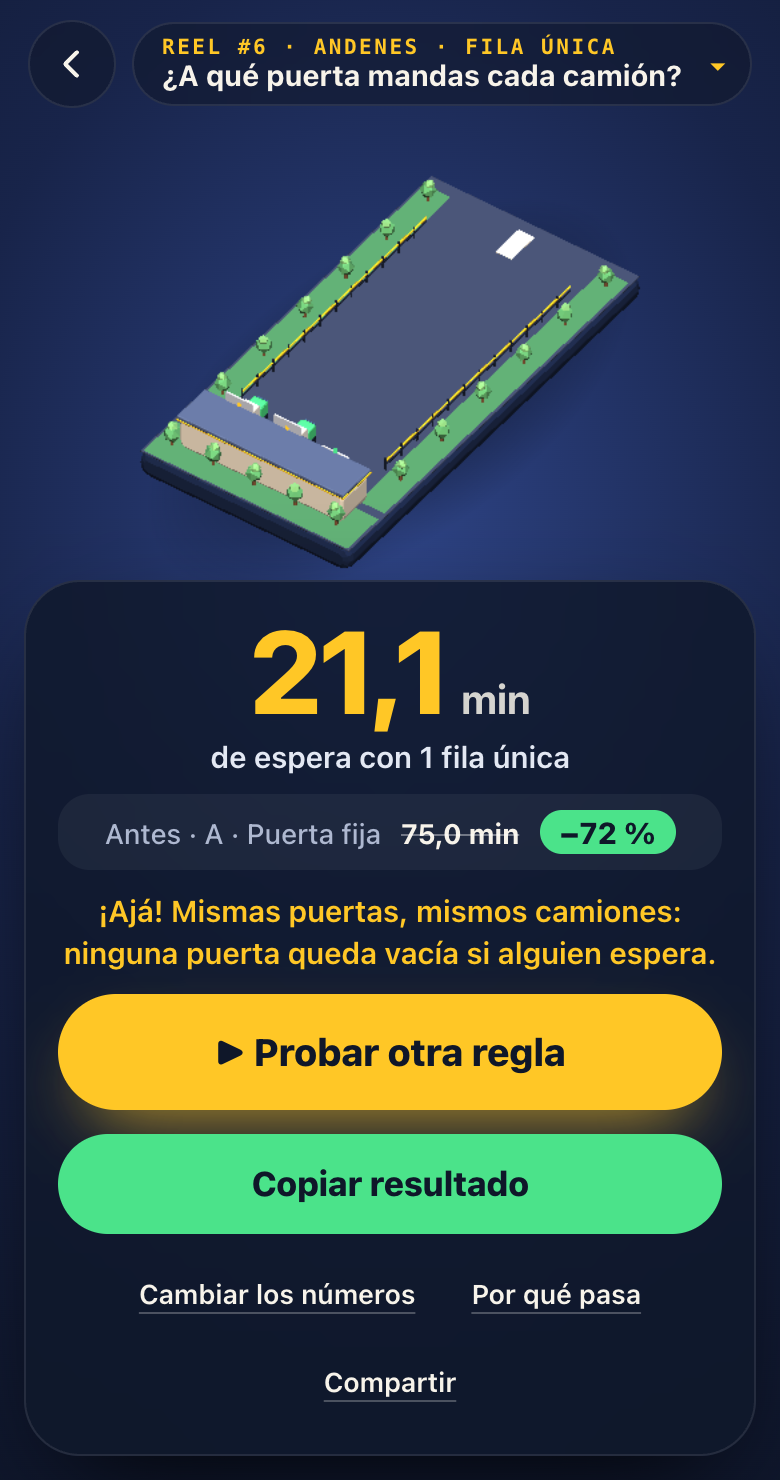 REEL #6 · ANDENES · FILA ÚNICA
¿A qué puerta mandas cada camión?
21,1 min
de espera con 1 fila única
Antes · A · Puerta fija 75,0 min −72 %
¡Ajá! Mismas puertas, mismos camiones:
ninguna puerta queda vacía si alguien espera.
Probar otra regla
Copiar resultado
Cambiar los números Por qué pasa
Compartir